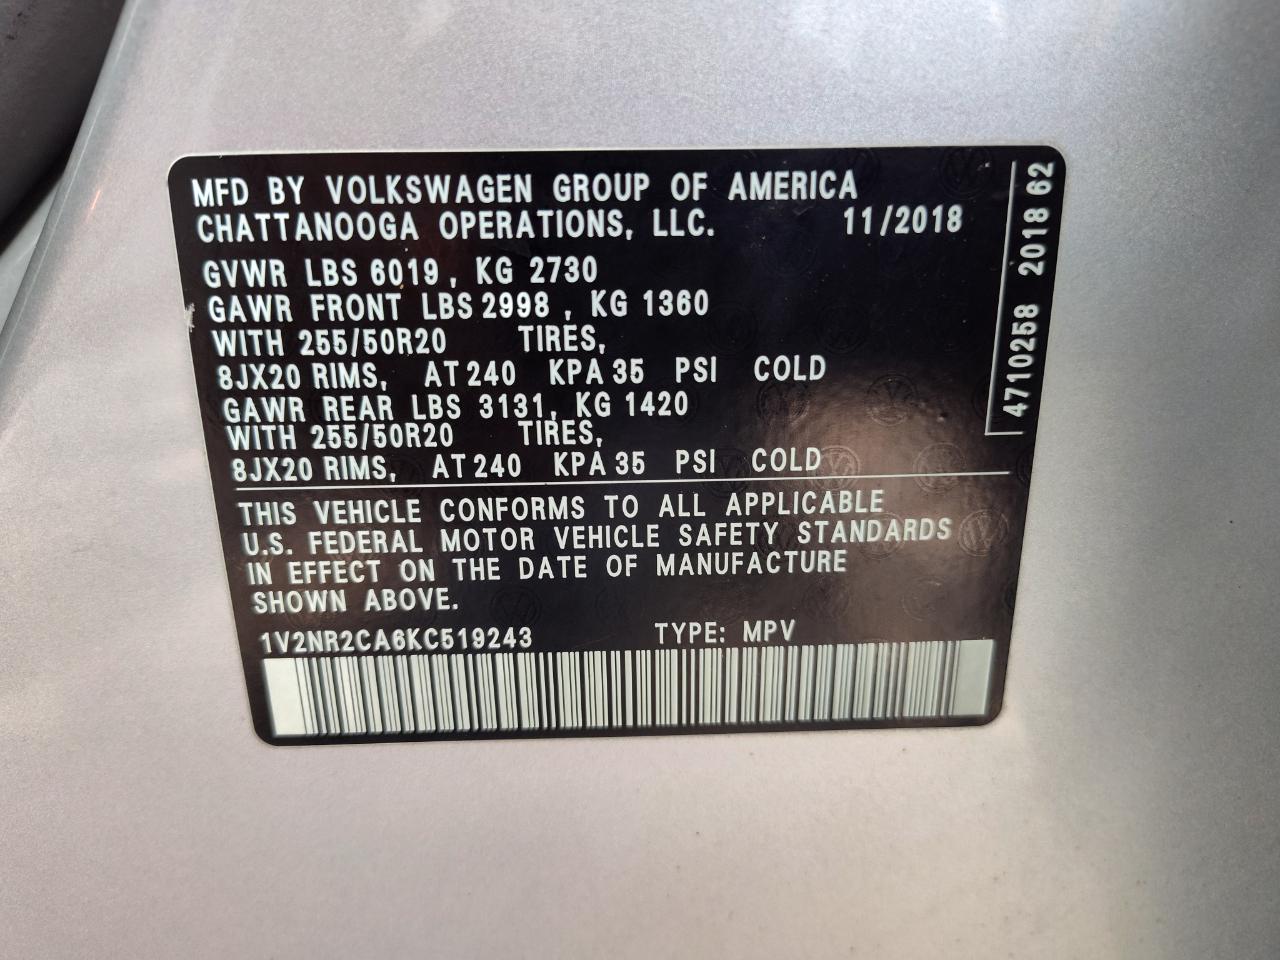 MFD BY VOLKSWAGEN GROUP OF AMERICA
CHATTANOOGA OPERATIONS, LLC. 11/2018
GVWR LBS 6019, KG 2730
GAWR FRONT LBS 2998, KG 1360
WITH 255/50R20 TIRES,
8JX20 RIMS, AT 240 KPA 35 PSI COLD
GAWR REAR LBS 3131, KG 1420
WITH 255/50R20 TIRES,
8JX20 RIMS, AT 240 KPA 35 PSI COLD
THIS VEHICLE CONFORMS TO ALL APPLICABLE
U.S. FEDERAL MOTOR VEHICLE SAFETY STANDARDS
IN EFFECT ON THE DATE OF MANUFACTURE
SHOWN ABOVE.
1V2NR2CA6KC519243 TYPE: MPV
4710258 2018 62